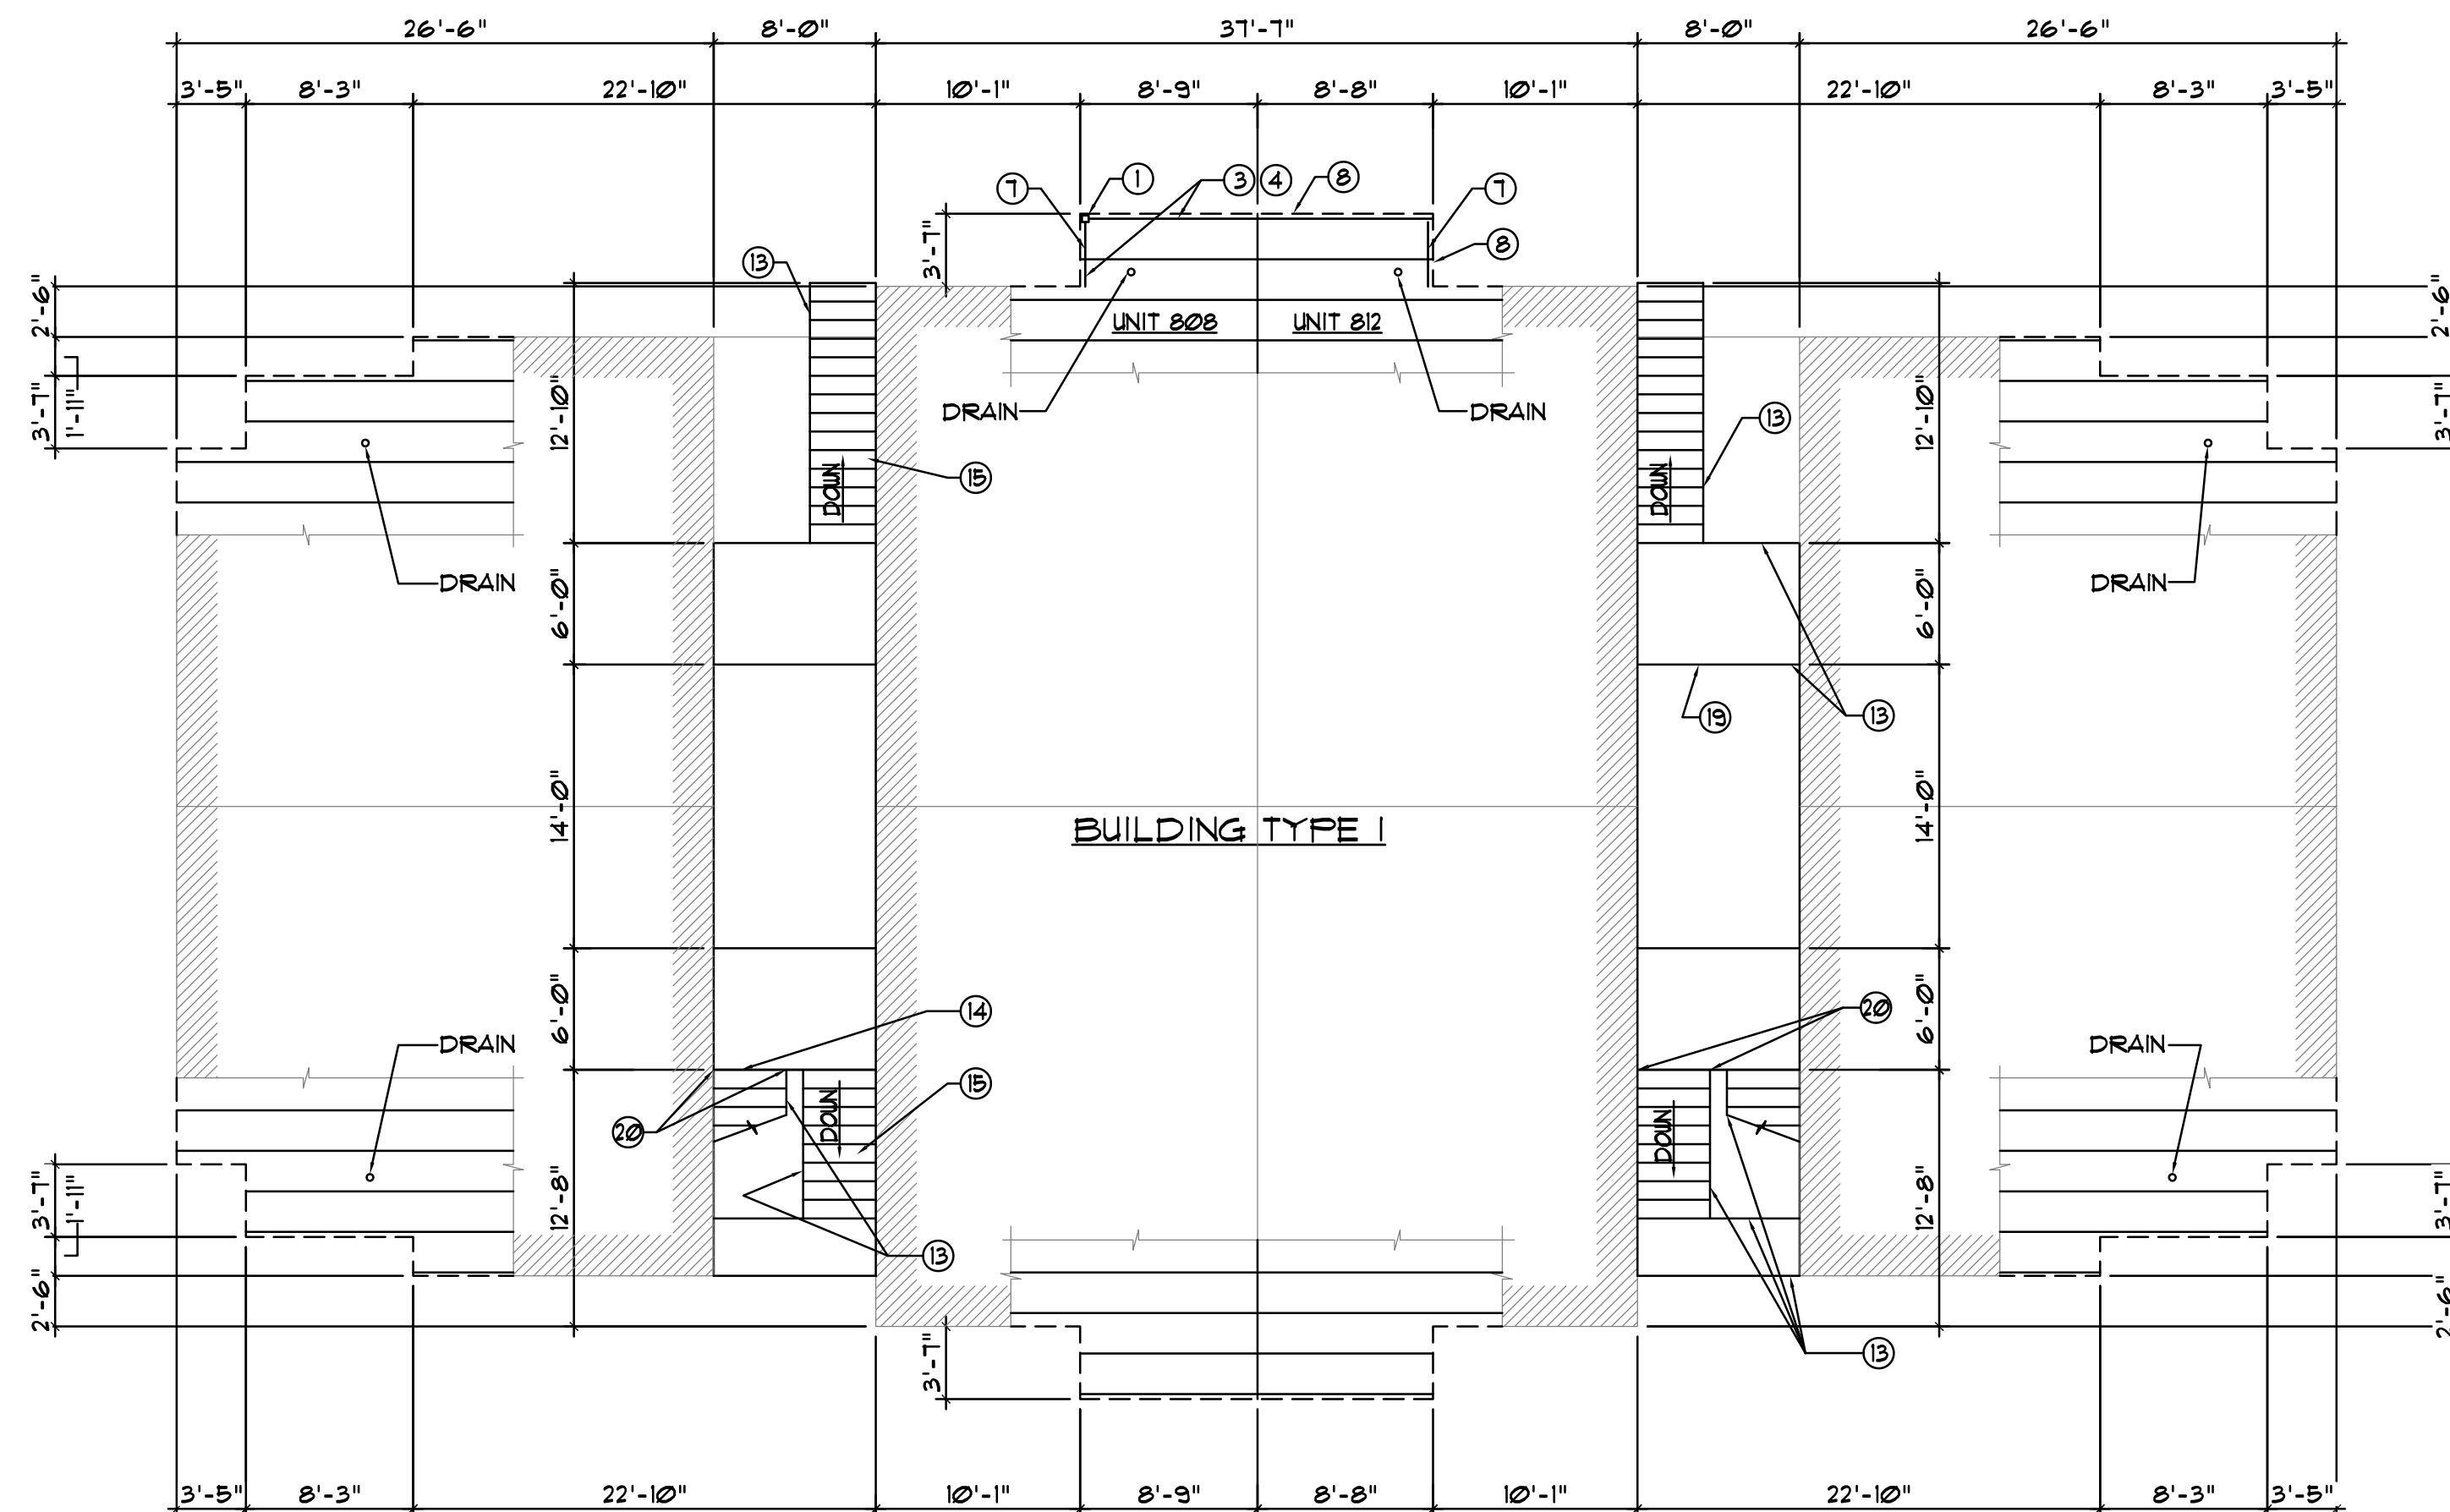 26'-6" 8'-0" 37'-7" 8'-0" 26'-6"
3'-5" 8'-3" 22'-10" 10'-1" 8'-9" 8'-8" 10'-1" 22'-10" 8'-3" 3'-5"
7 1 3 4 8 7
3'-7" 8
13
2'-6" 2'-6"
UNIT 808 UNIT 812
3'-7" 1'-11" 12'-10" DRAIN DRAIN 13 12'-10" 3'-7"
DOWN 15 DOWN
DRAIN DRAIN
6'-0" 6'-0"
19 13
14'-0" 14'-0"
BUILDING TYPE 1
6'-0" 14 20 6'-0"
DRAIN DRAIN
15
20 DOWN DOWN
3'-7" 1'-11" 12'-8" 12'-8" 3'-7"
13
2'-6" 2'-6"
3'-7" 13
3'-5" 8'-3" 22'-10" 10'-1" 8'-9" 8'-8" 10'-1" 22'-10" 8'-3" 3'-5"